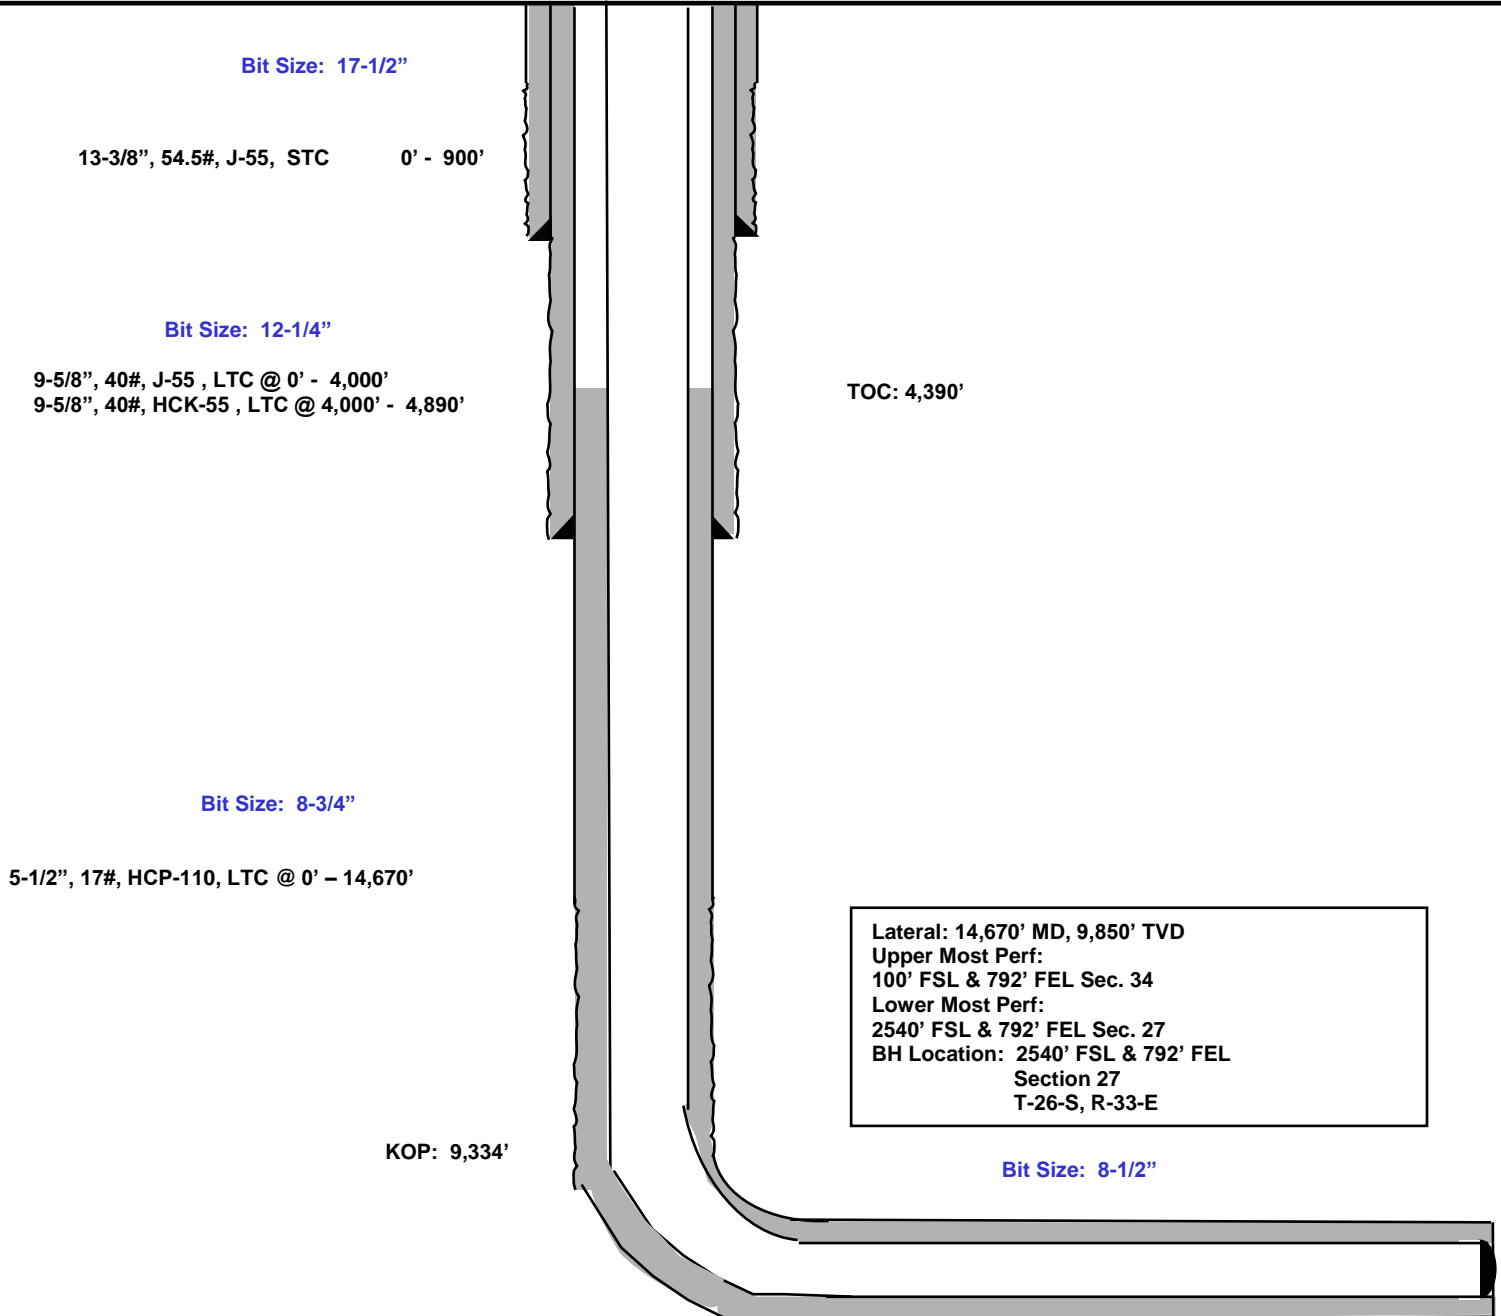 Bit Size: 17-1/2”
13-3/8”, 54.5#, J-55, STC 0’ - 900’
Bit Size: 12-1/4”
9-5/8”, 40#, J-55 , LTC @ 0’ - 4,000’
9-5/8”, 40#, HCK-55 , LTC @ 4,000’ - 4,890’
TOC: 4,390’
Bit Size: 8-3/4”
5-1/2”, 17#, HCP-110, LTC @ 0’ – 14,670’
Lateral: 14,670’ MD, 9,850’ TVD
Upper Most Perf:
100’ FSL & 792’ FEL Sec. 34
Lower Most Perf:
2540’ FSL & 792’ FEL Sec. 27
BH Location: 2540’ FSL & 792’ FEL
Section 27
T-26-S, R-33-E
KOP: 9,334’
Bit Size: 8-1/2”